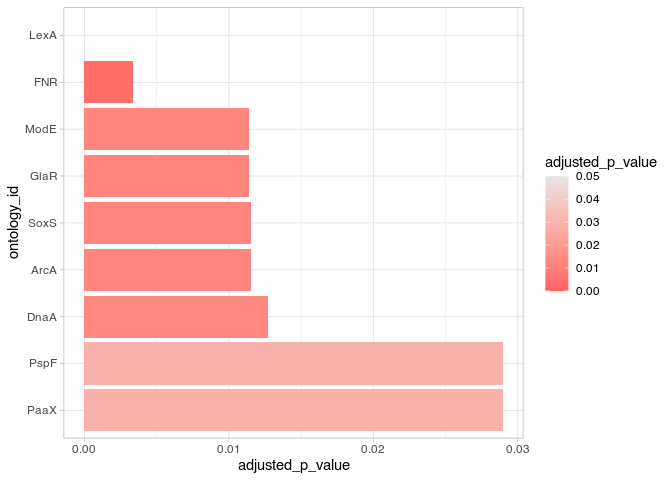 LexA
FNR
ModE
GlaR
SoxS
ArcA
DnaA
PspF
PaaX
ontology_id
0.00 0.01 0.02 0.03
adjusted_p_value
adjusted_p_value
0.05
0.04
0.03
0.02
0.01
0.00